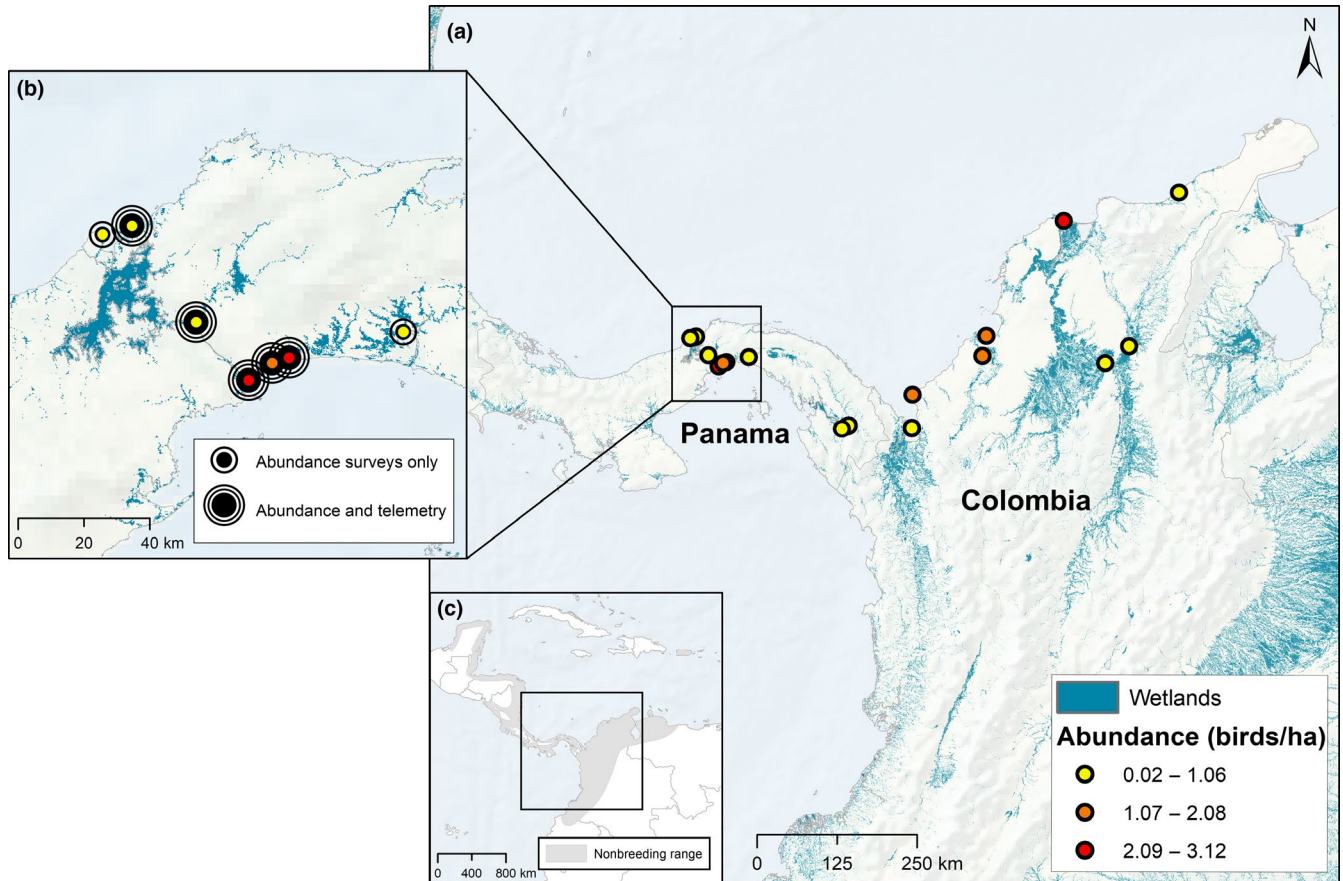 (a)
N
(b)
Abundance surveys only
Abundance and telemetry
0 20 40 km
Panama
Colombia
(c)
Nonbreeding range
0 400 800 km
0 125 250 km
Wetlands
Abundance (birds/ha)
0.02 – 1.06
1.07 – 2.08
2.09 – 3.12